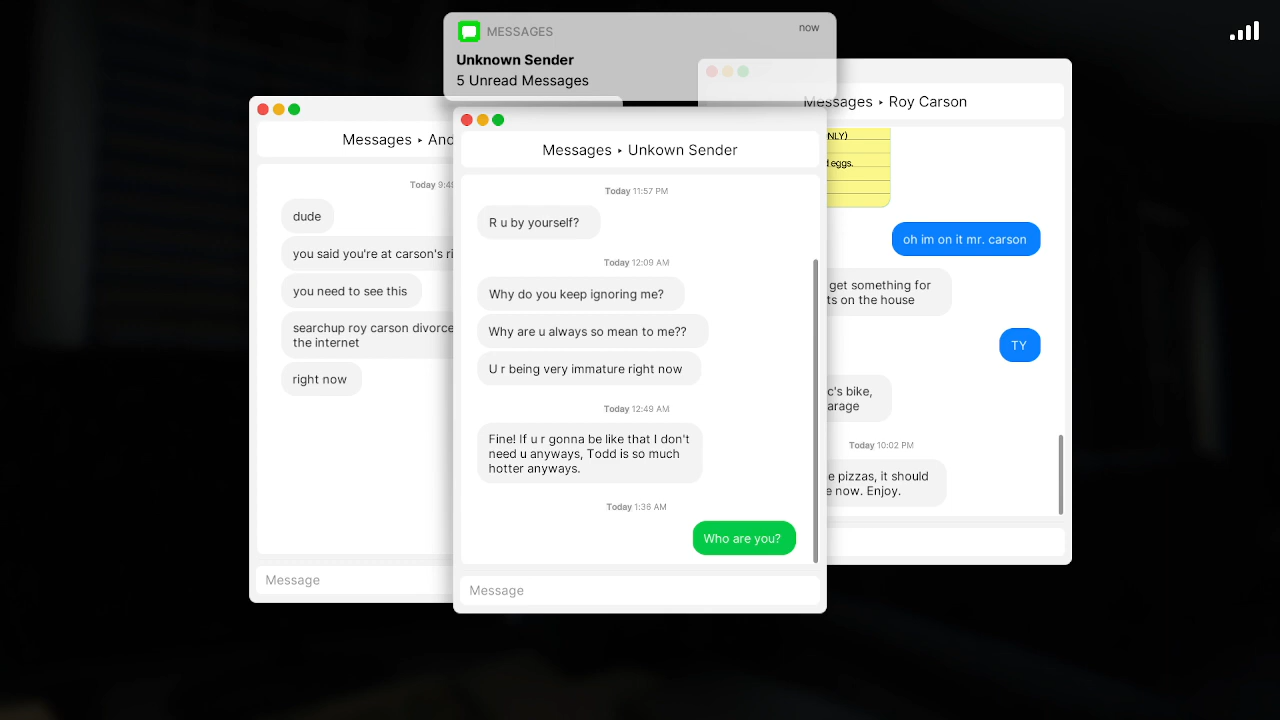 MESSAGES
now
Unknown Sender
5 Unread Messages
Messages ‣ And
Today 9:4
dude
you said you're at carson's ri
you need to see this
searchup roy carson divorce
the internet
right now
Message
Messages ‣ Unkown Sender
Today 11:57 PM
R u by yourself?
Today 12:09 AM
Why do you keep ignoring me?
Why are u always so mean to me??
U r being very immature right now
Today 12:49 AM
Fine! If u r gonna be like that I don't
need u anyways, Todd is so much
hotter anyways.
Today 1:36 AM
Who are you?
Message
Messages ‣ Roy Carson
NLY)
d eggs.
oh im on it mr. carson
get something for
ts on the house
TY
c's bike,
arage
Today 10:02 PM
e pizzas, it should
e now. Enjoy.